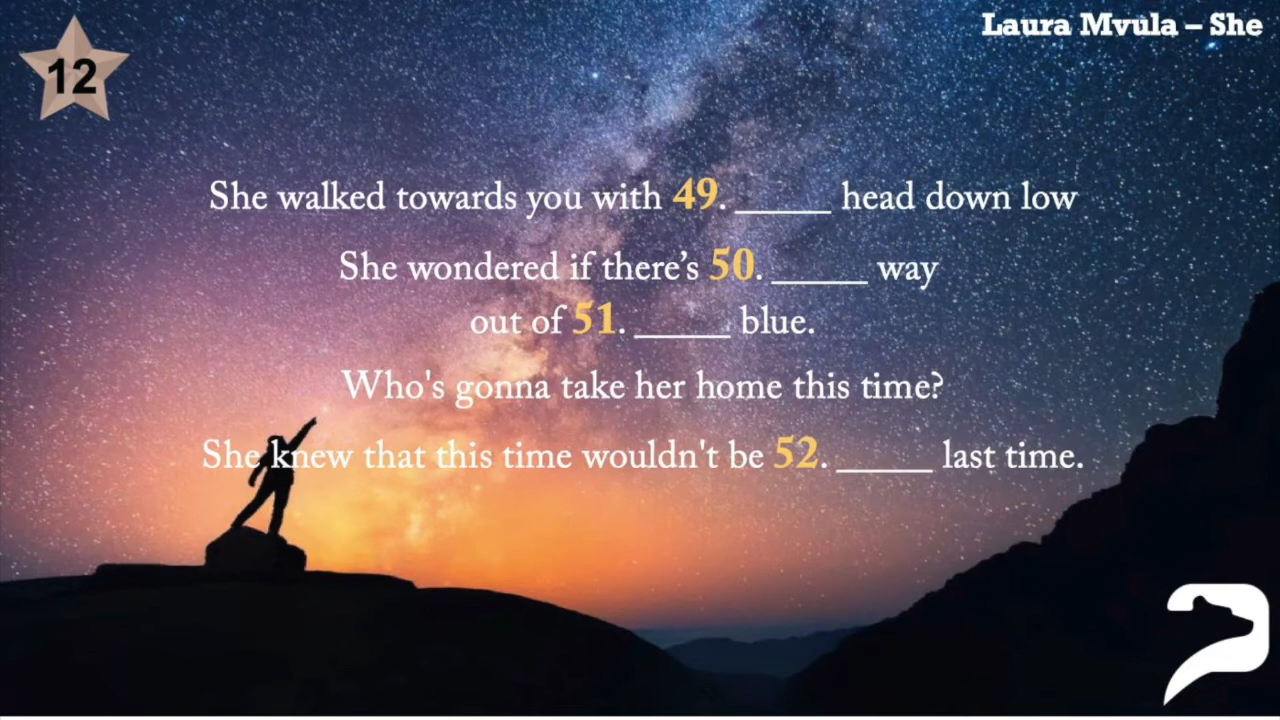 Laura Mvula – She
12
She walked towards you with 49. _____ head down low
She wondered if there’s 50. _____ way
out of 51. _____ blue.
Who's gonna take her home this time?
She knew that this time wouldn't be 52. _____ last time.